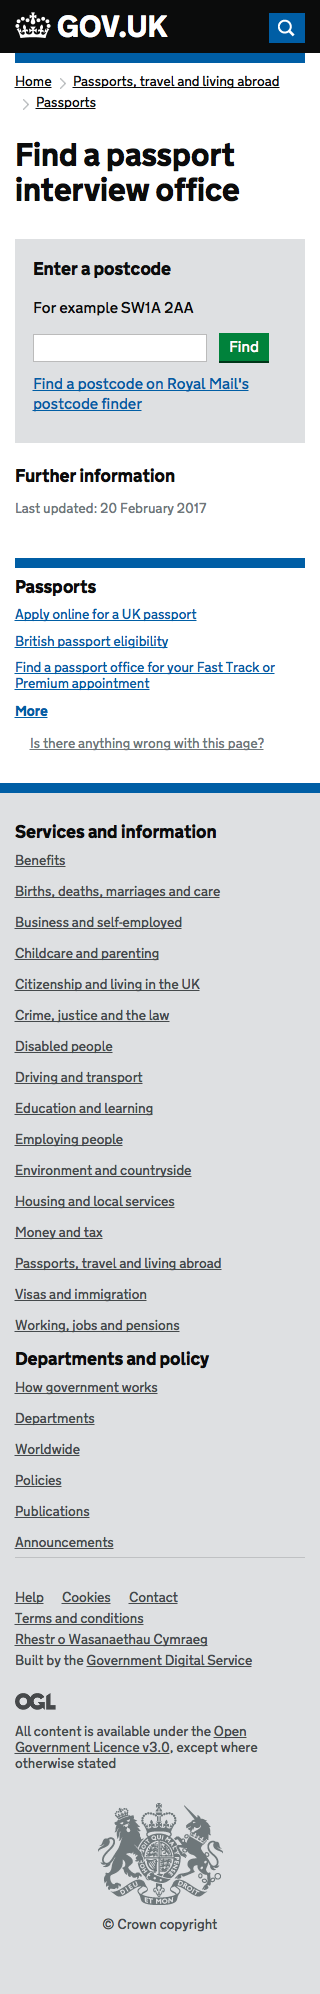 GOV.UK
Home Passports, travel and living abroad
Passports
Find a passport
interview office
Enter a postcode
For example SW1A 2AA
Find
Find a postcode on Royal Mail's
postcode finder
Further information
Last updated: 20 February 2017
Passports
Apply online for a UK passport
British passport eligibility
Find a passport office for your Fast Track or
Premium appointment
More
Is there anything wrong with this page?
Services and information
Benefits
Births, deaths, marriages and care
Business and self-employed
Childcare and parenting
Citizenship and living in the UK
Crime, justice and the law
Disabled people
Driving and transport
Education and learning
Employing people
Environment and countryside
Housing and local services
Money and tax
Passports, travel and living abroad
Visas and immigration
Working, jobs and pensions
Departments and policy
How government works
Departments
Worldwide
Policies
Publications
Announcements
Help Cookies Contact
Terms and conditions
Rhestr o Wasanaethau Cymraeg
Built by the Government Digital Service
OGL
All content is available under the Open
Government Licence v3.0, except where
otherwise stated
DIEU ET MON DROIT
© Crown copyright